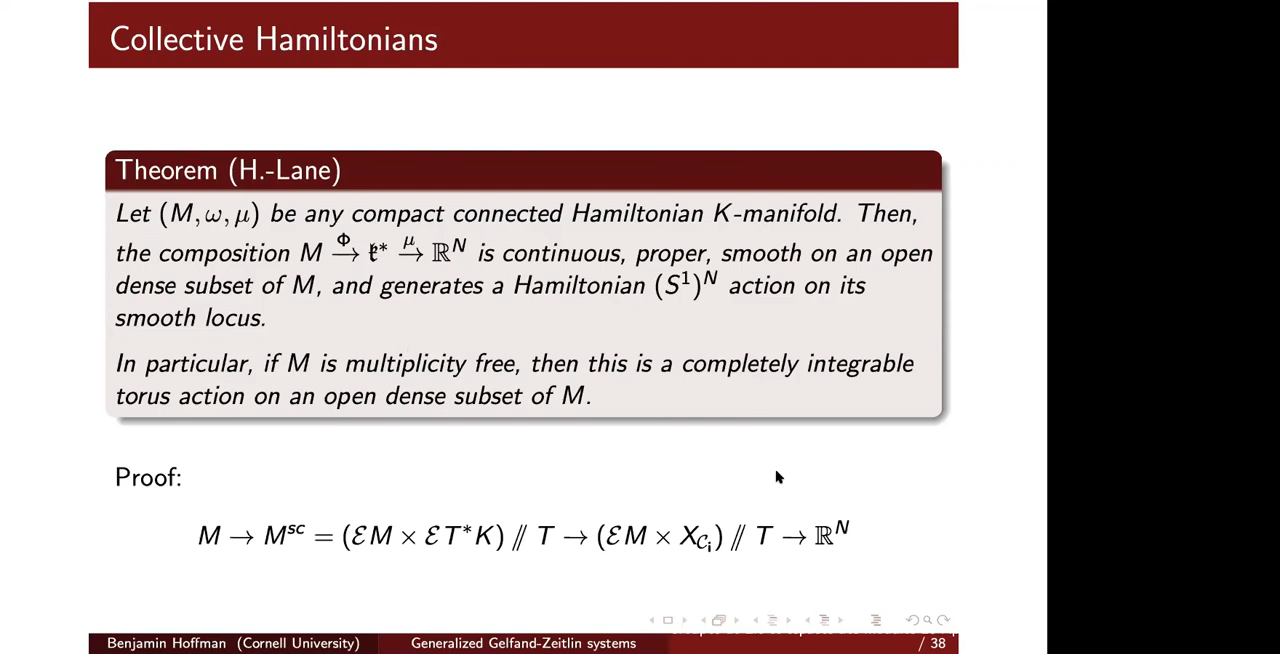 Collective Hamiltonians
Theorem (H.-Lane)
Let (M, ω, μ) be any compact connected Hamiltonian K-manifold. Then,
the composition M →^Φ 𝔨* →^μ ℝ^N is continuous, proper, smooth on an open
dense subset of M, and generates a Hamiltonian (S¹)^N action on its
smooth locus.
In particular, if M is multiplicity free, then this is a completely integrable
torus action on an open dense subset of M.
Proof:
M → M^sc = (ℰM × ℰT*K) // T → (ℰM × X_{𝒞_i}) // T → ℝ^N
Benjamin Hoffman (Cornell University) Generalized Gelfand-Zeitlin systems / 38